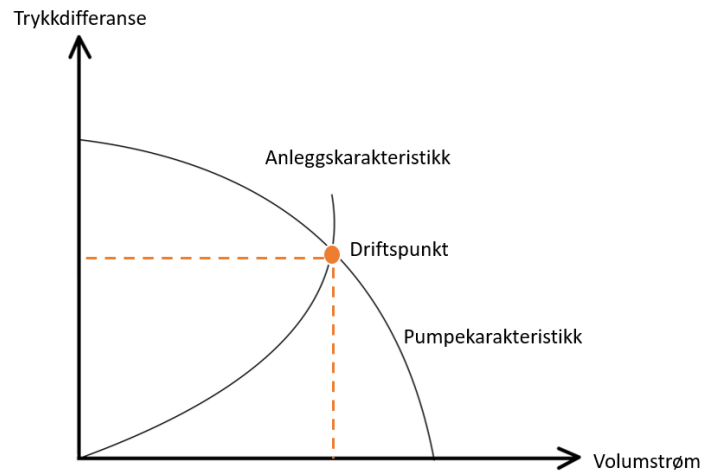 Trykkdifferanse
Anleggskarakteristikk
Driftspunkt
Pumpekarakteristikk
Volumstrøm